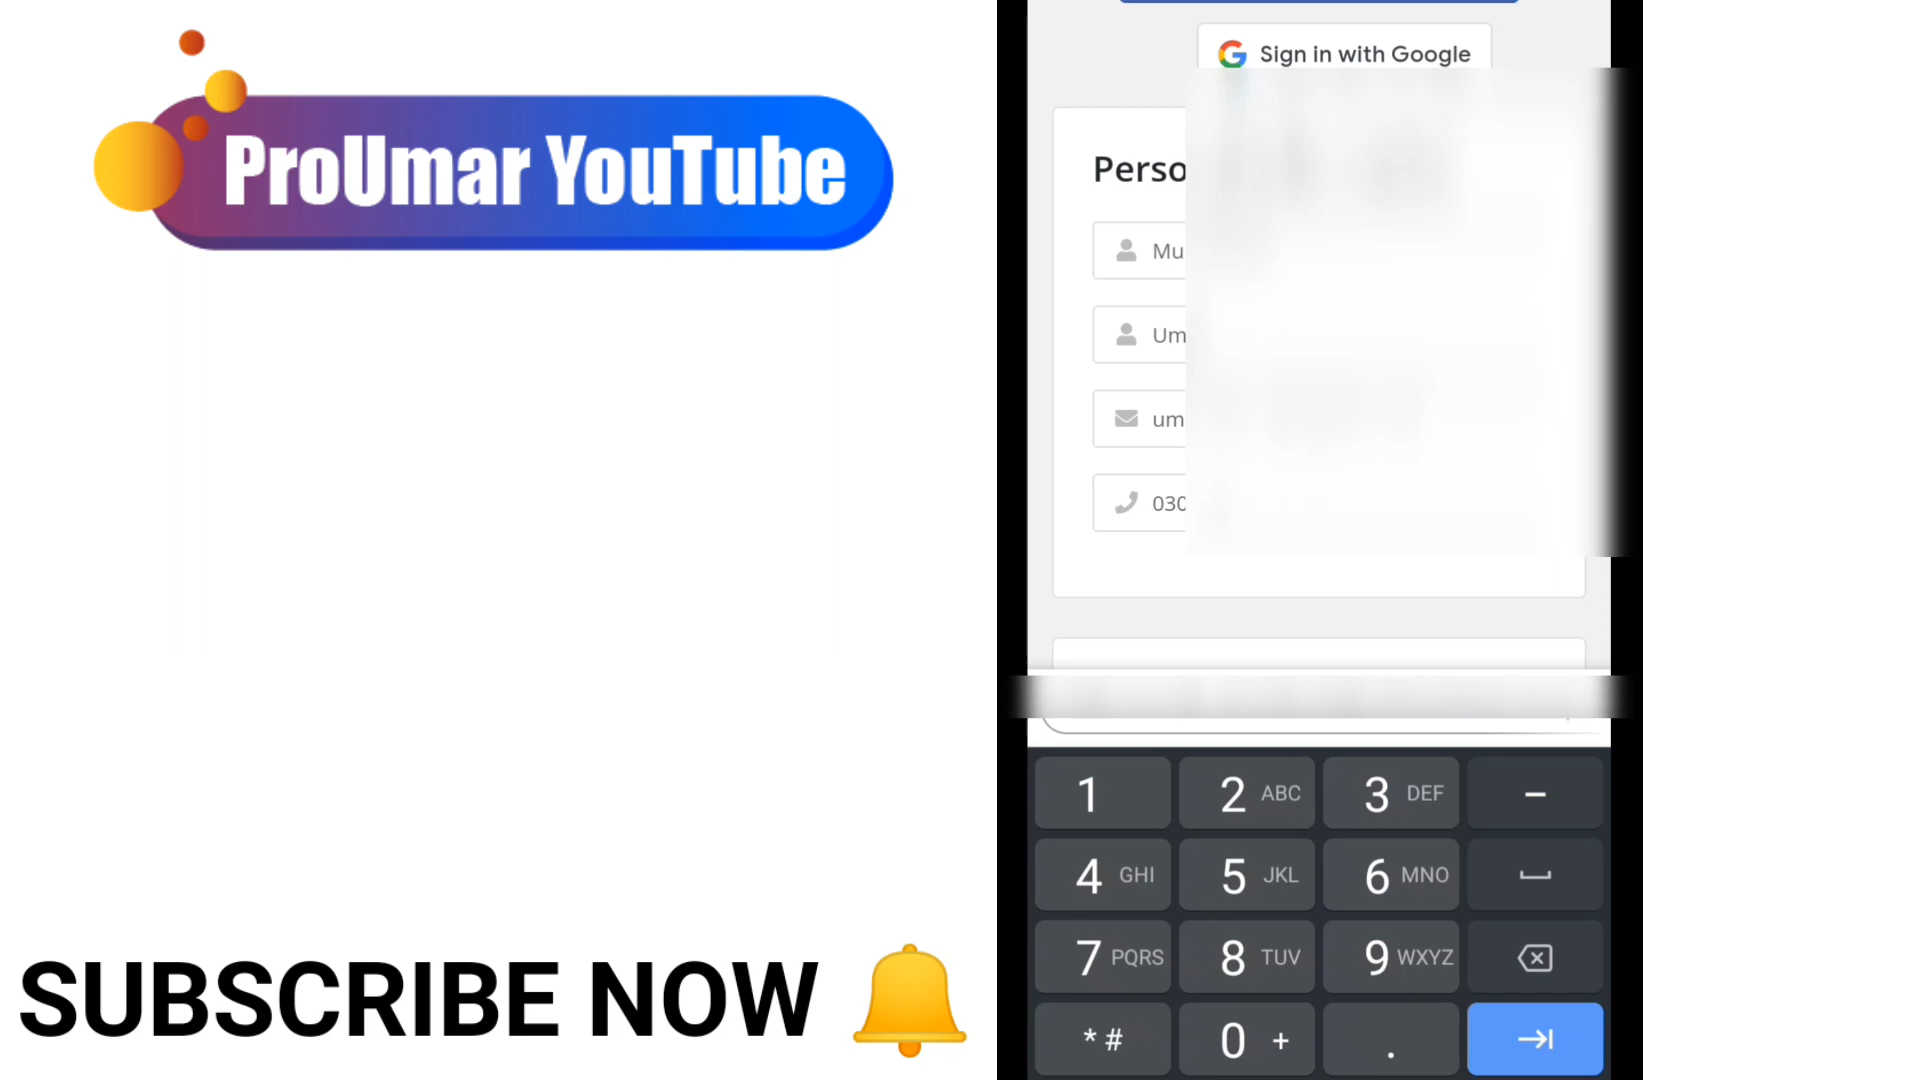 ProUmar YouTube
SUBSCRIBE NOW
Sign in with Google
Perso
Mu
Um
um
030
1
2 ABC
3 DEF
–
4 GHI
5 JKL
6 MNO
7 PQRS
8 TUV
9 WXYZ
* #
0 +
.